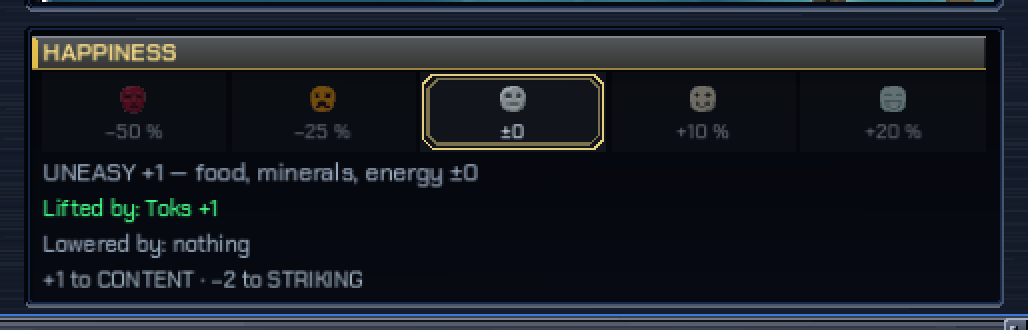 HAPPINESS
−50 % −25 % ±0 +10 % +20 %
UNEASY +1 — food, minerals, energy ±0
Lifted by: Toks +1
Lowered by: nothing
+1 to CONTENT · −2 to STRIKING